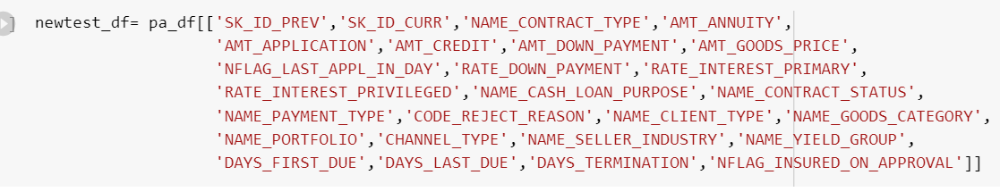 newtest_df= pa_df[['SK_ID_PREV','SK_ID_CURR','NAME_CONTRACT_TYPE','AMT_ANNUITY',
'AMT_APPLICATION','AMT_CREDIT','AMT_DOWN_PAYMENT','AMT_GOODS_PRICE',
'NFLAG_LAST_APPL_IN_DAY','RATE_DOWN_PAYMENT','RATE_INTEREST_PRIMARY',
'RATE_INTEREST_PRIVILEGED','NAME_CASH_LOAN_PURPOSE','NAME_CONTRACT_STATUS',
'NAME_PAYMENT_TYPE','CODE_REJECT_REASON','NAME_CLIENT_TYPE','NAME_GOODS_CATEGORY',
'NAME_PORTFOLIO','CHANNEL_TYPE','NAME_SELLER_INDUSTRY','NAME_YIELD_GROUP',
'DAYS_FIRST_DUE','DAYS_LAST_DUE','DAYS_TERMINATION','NFLAG_INSURED_ON_APPROVAL']]